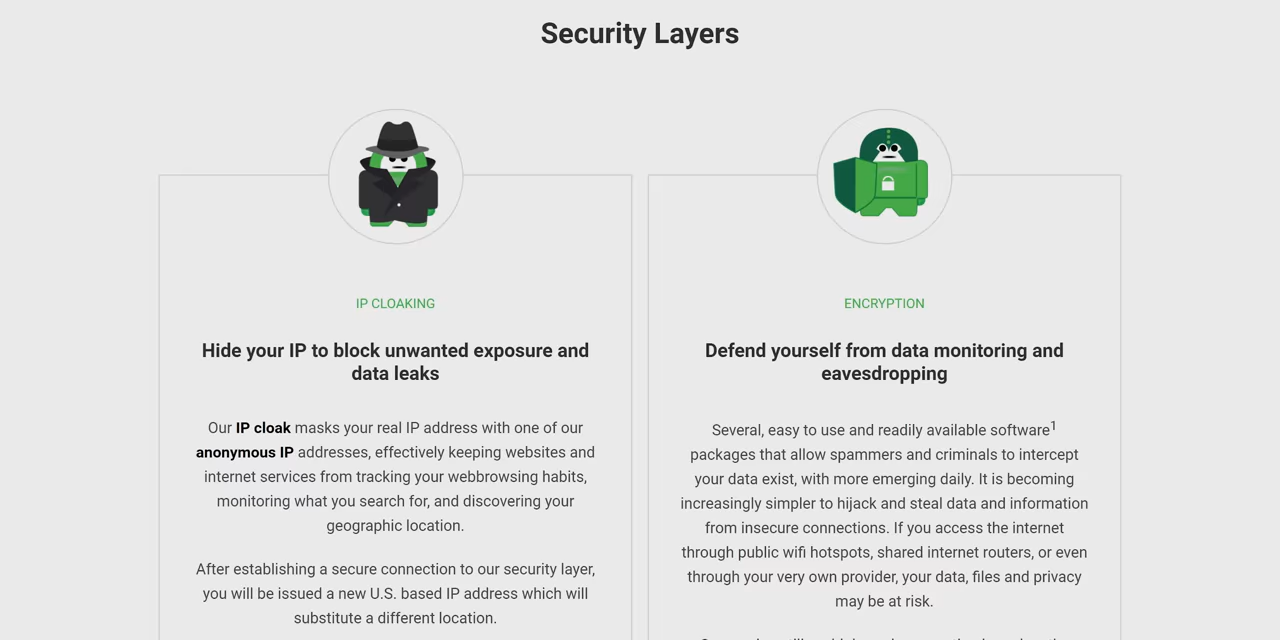 Security Layers
IP CLOAKING
Hide your IP to block unwanted exposure and
data leaks
Our IP cloak masks your real IP address with one of our
anonymous IP addresses, effectively keeping websites and
internet services from tracking your webbrowsing habits,
monitoring what you search for, and discovering your
geographic location.
After establishing a secure connection to our security layer,
you will be issued a new U.S. based IP address which will
substitute a different location.
ENCRYPTION
Defend yourself from data monitoring and
eavesdropping
Several, easy to use and readily available software1
packages that allow spammers and criminals to intercept
your data exist, with more emerging daily. It is becoming
increasingly simpler to hijack and steal data and information
from insecure connections. If you access the internet
through public wifi hotspots, shared internet routers, or even
through your very own provider, your data, files and privacy
may be at risk.